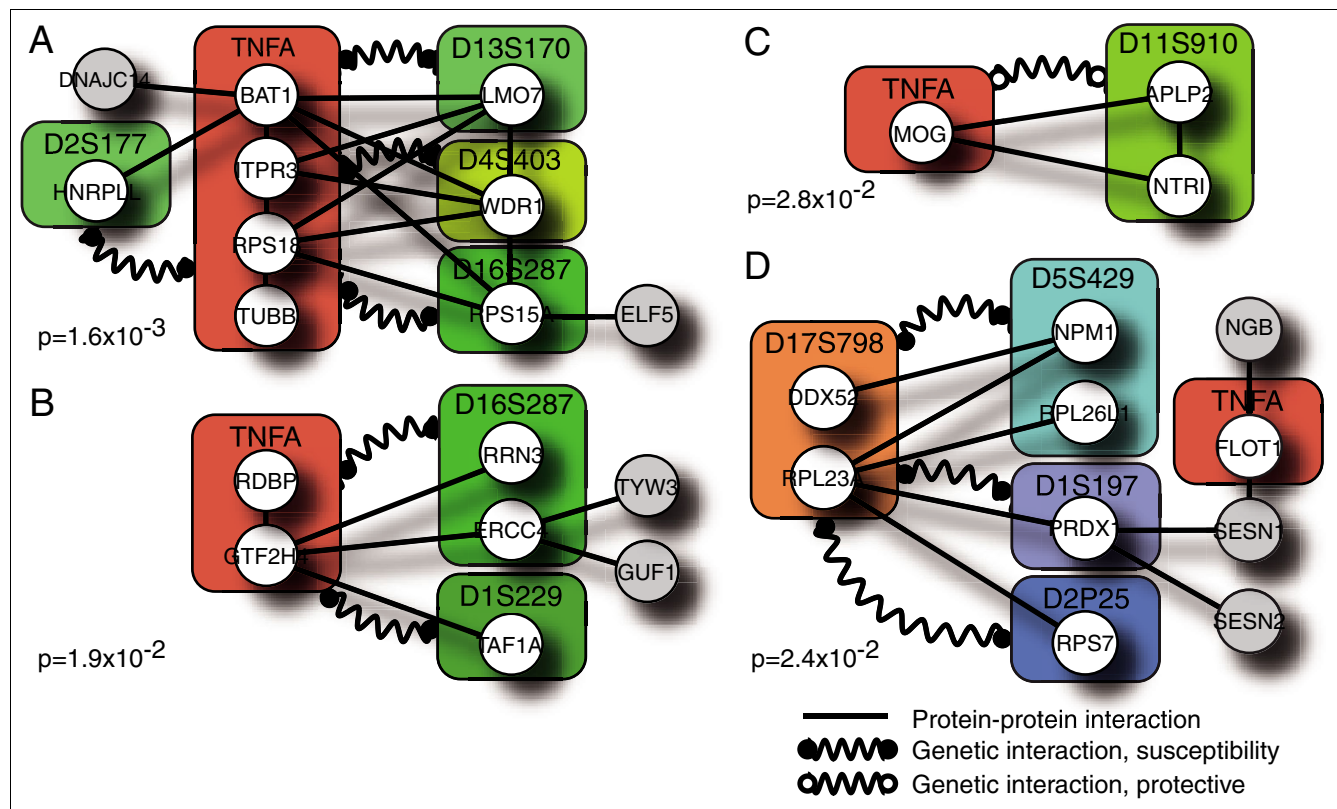 A
TNFA
D13S170
DNAJC14
BAT1
LMO7
D2S177
ITPR3
D4S403
HNRPLL
WDR1
RPS18
D16S287
TUBB
RPS15A
ELF5
p=1.6x10-3
B
TNFA
D16S287
RDBP
RRN3
TYW3
GTF2H4
ERCC4
GUF1
D1S229
TAF1A
p=1.9x10-2
C
TNFA
D11S910
MOG
APLP2
NTRI
p=2.8x10-2
D
D17S798
D5S429
NGB
NPM1
DDX52
TNFA
RPL26L1
FLOT1
RPL23A
D1S197
PRDX1
SESN1
D2P25
SESN2
RPS7
p=2.4x10-2
Protein-protein interaction
Genetic interaction, susceptibility
Genetic interaction, protective